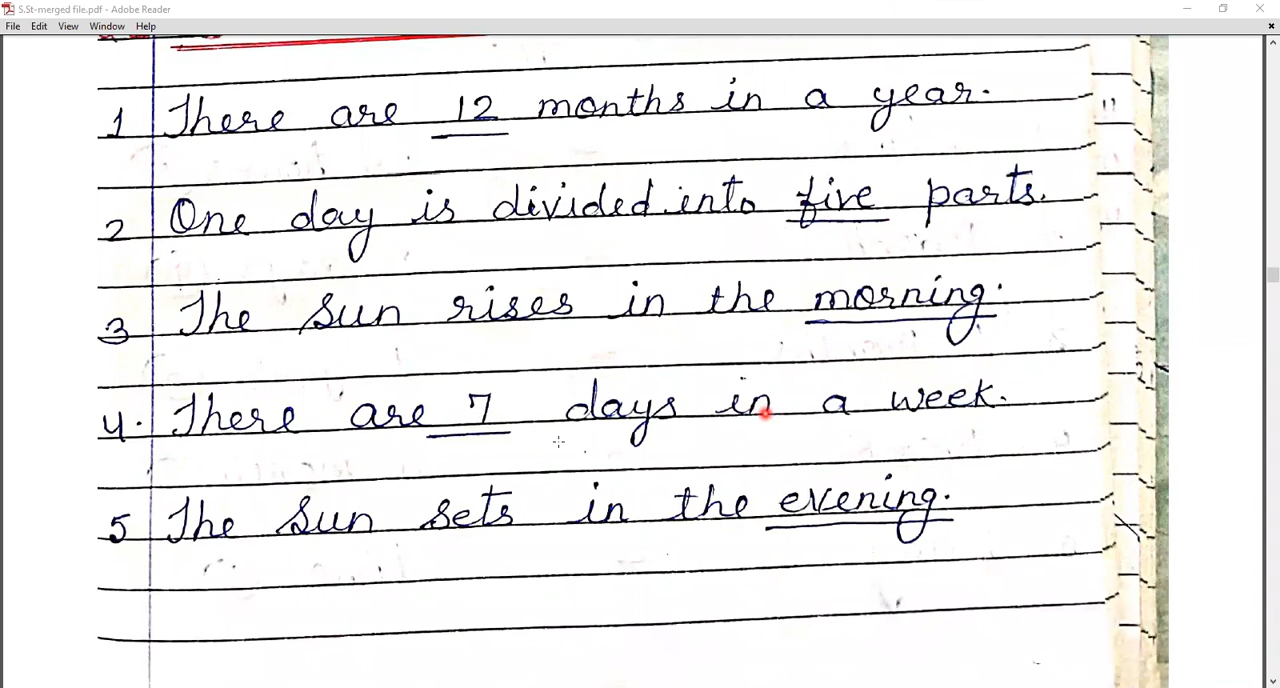 S.St-merged file.pdf - Adobe Reader
File Edit View Window Help
1 There are 12 months in a year.
2 One day is divided into five parts.
3 The Sun rises in the morning.
4. There are 7 days in a week.
5 The Sun sets in the evening.